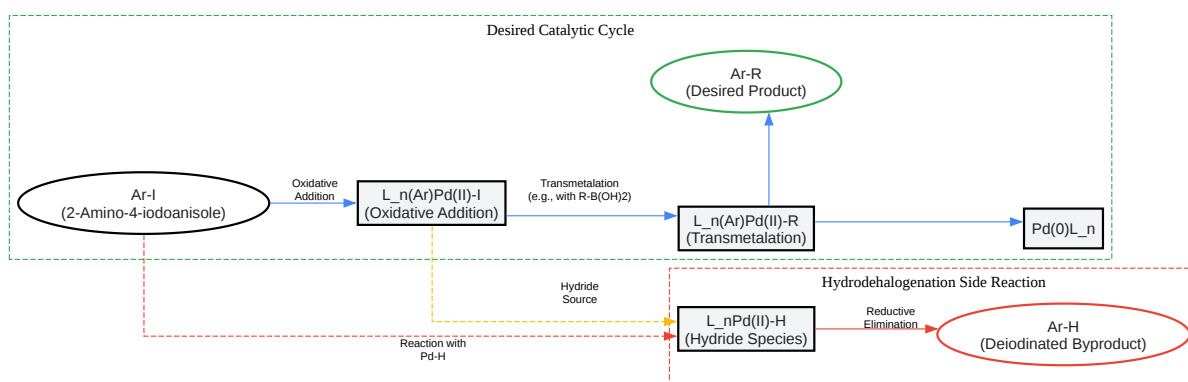 Desired Catalytic Cycle
Ar-R
(Desired Product)
Ar-I
(2-Amino-4-iodoanisole)
Oxidative
Addition
L_n(Ar)Pd(II)-I
(Oxidative Addition)
Transmetalation
(e.g., with R-B(OH)2)
L_n(Ar)Pd(II)-R
(Transmetalation)
Pd(0)L_n
Hydrodehalogenation Side Reaction
Hydride
Source
L_nPd(II)-H
(Hydride Species)
Reductive
Elimination
Ar-H
(Deiodinated Byproduct)
Reaction with
Pd-H